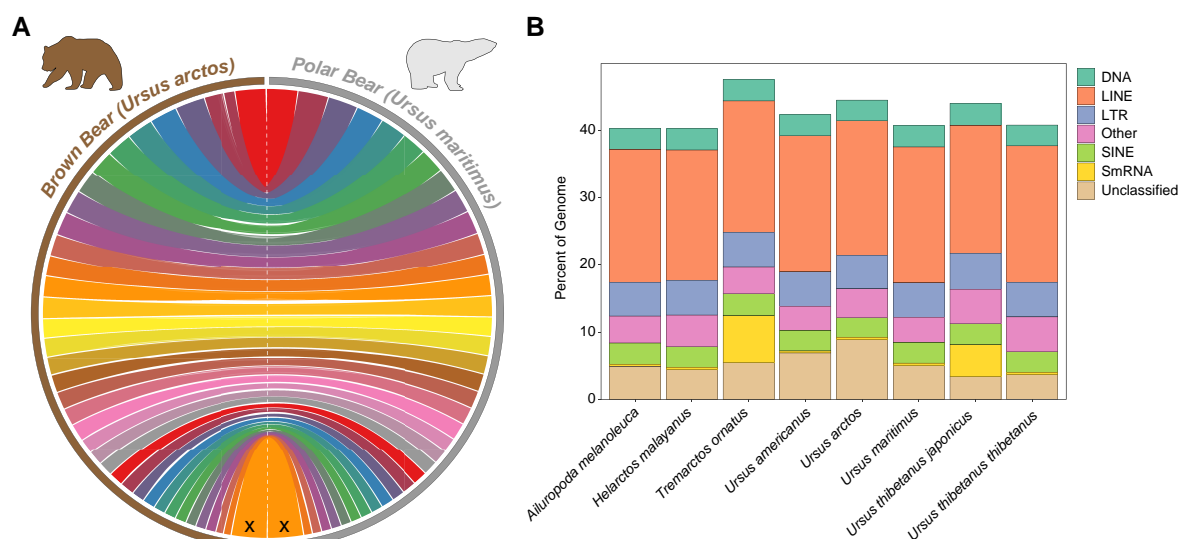 A
Brown Bear (Ursus arctos)
Polar Bear (Ursus maritimus)
X X
B
Percent of Genome
40
30
20
10
0
Ailuropoda melanoleuca
Helarctos malayanus
Tremarctos ornatus
Ursus americanus
Ursus arctos
Ursus maritimus
Ursus thibetanus japonicus
Ursus thibetanus thibetanus
DNA
LINE
LTR
Other
SINE
SmRNA
Unclassified